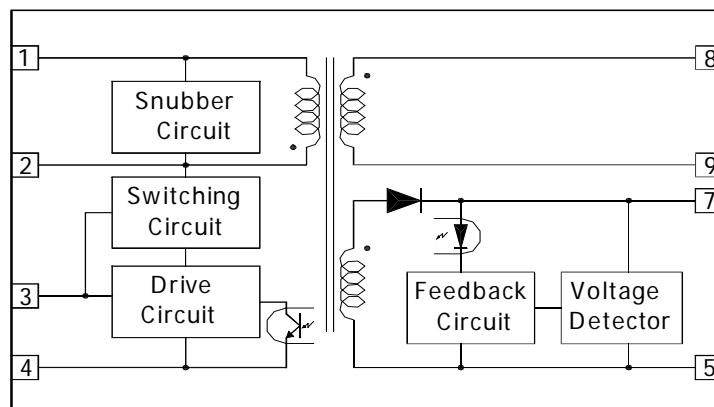 1
8
Snubber
Circuit
2
9
Switching
Circuit
7
3
Drive
Circuit
Feedback
Circuit
Voltage
Detector
4
5